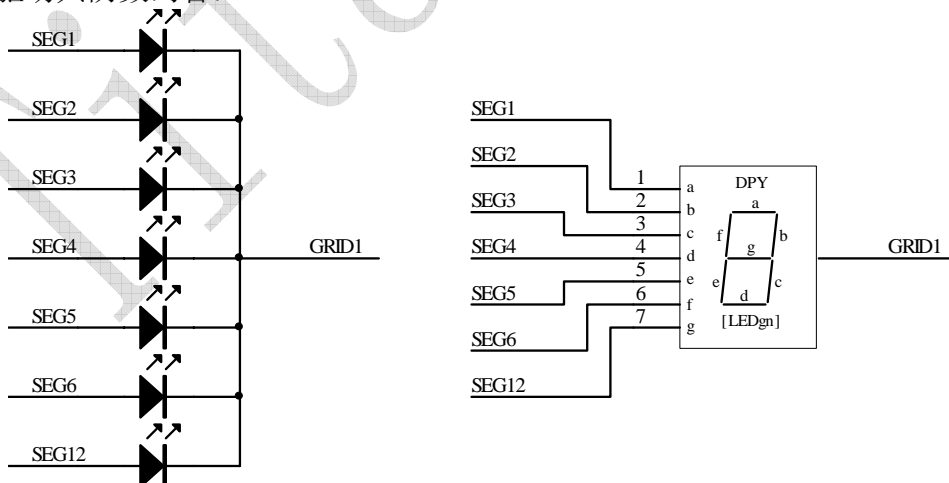 SEG1
SEG2
SEG3
SEG4
SEG5
SEG6
SEG12
GRID1
SEG1
SEG2
SEG3
SEG4
SEG5
SEG6
SEG12
1
2
3
4
5
6
7
a
b
c
d
e
f
g
DPY
a
f
b
g
e
c
d
[LEDgn]
GRID1